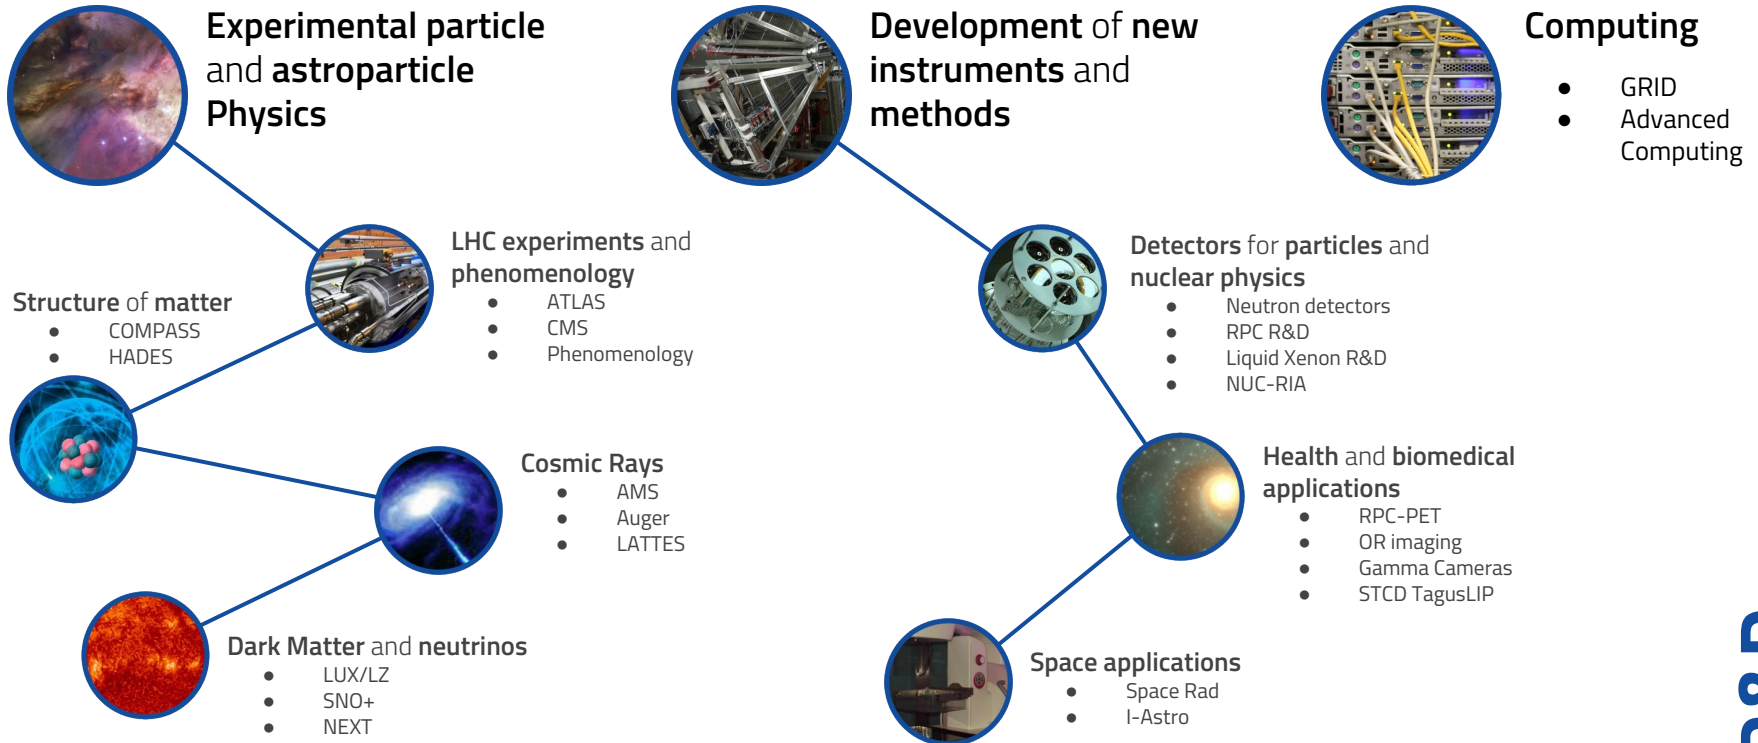 Experimental particle
and astroparticle
Physics
LHC experiments and
phenomenology
● ATLAS
● CMS
● Phenomenology
Structure of matter
● COMPASS
● HADES
Cosmic Rays
● AMS
● Auger
● LATTES
Dark Matter and neutrinos
● LUX/LZ
● SNO+
● NEXT
Development of new
instruments and
methods
Detectors for particles and
nuclear physics
● Neutron detectors
● RPC R&D
● Liquid Xenon R&D
● NUC-RIA
Health and biomedical
applications
● RPC-PET
● OR imaging
● Gamma Cameras
● STCD TagusLIP
Space applications
● Space Rad
● I-Astro
Computing
● GRID
● Advanced
Computing